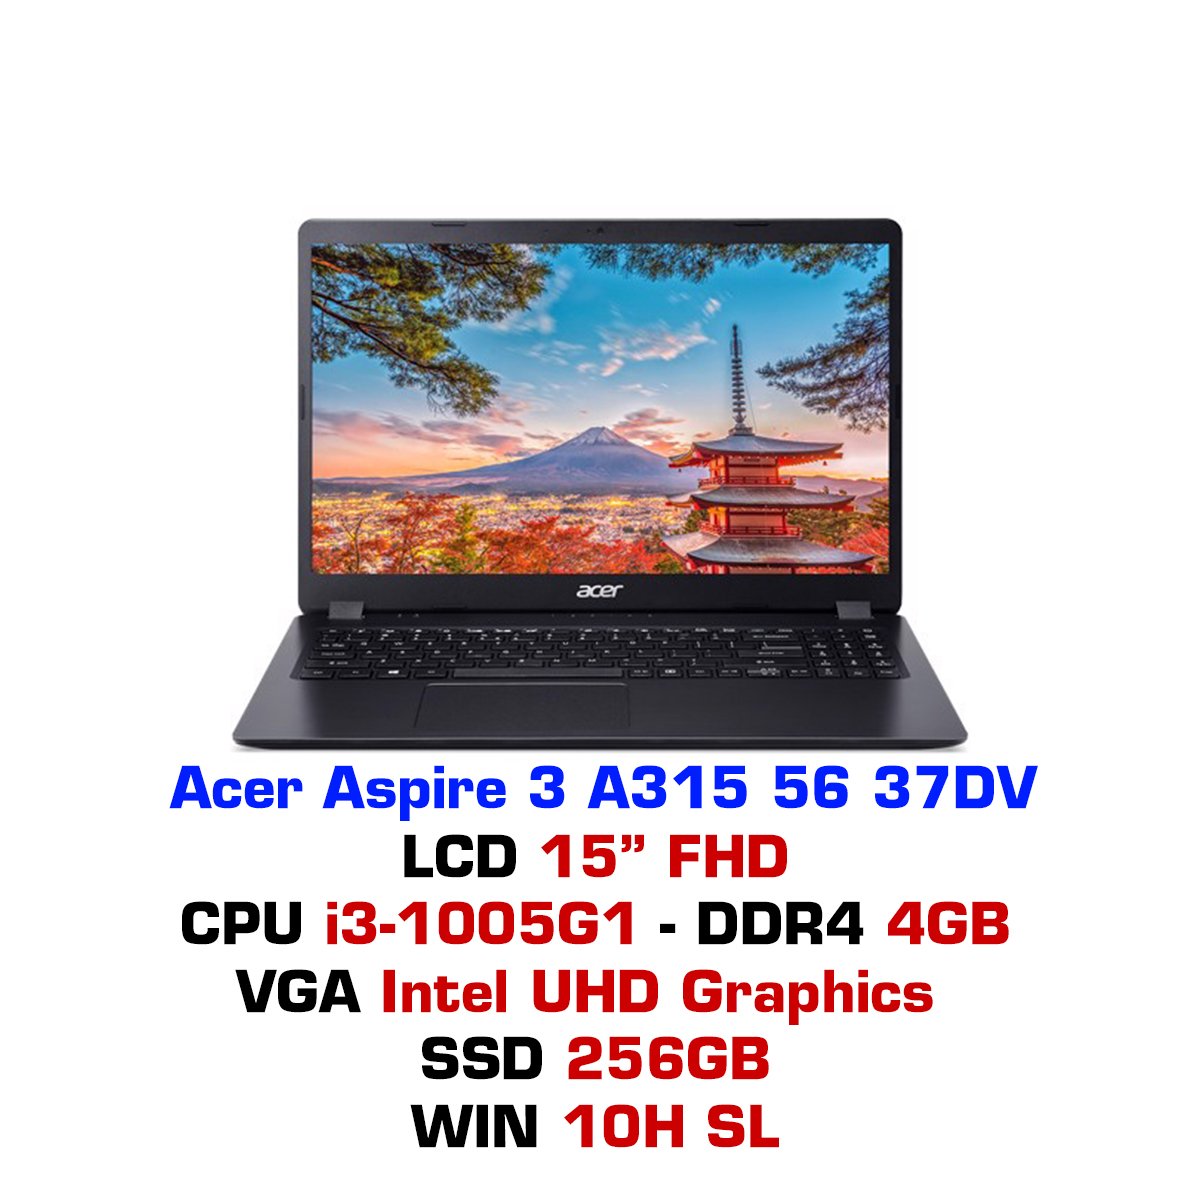 acer
Acer Aspire 3 A315 56 37DV
LCD 15” FHD
CPU i3-1005G1 - DDR4 4GB
VGA Intel UHD Graphics
SSD 256GB
WIN 10H SL